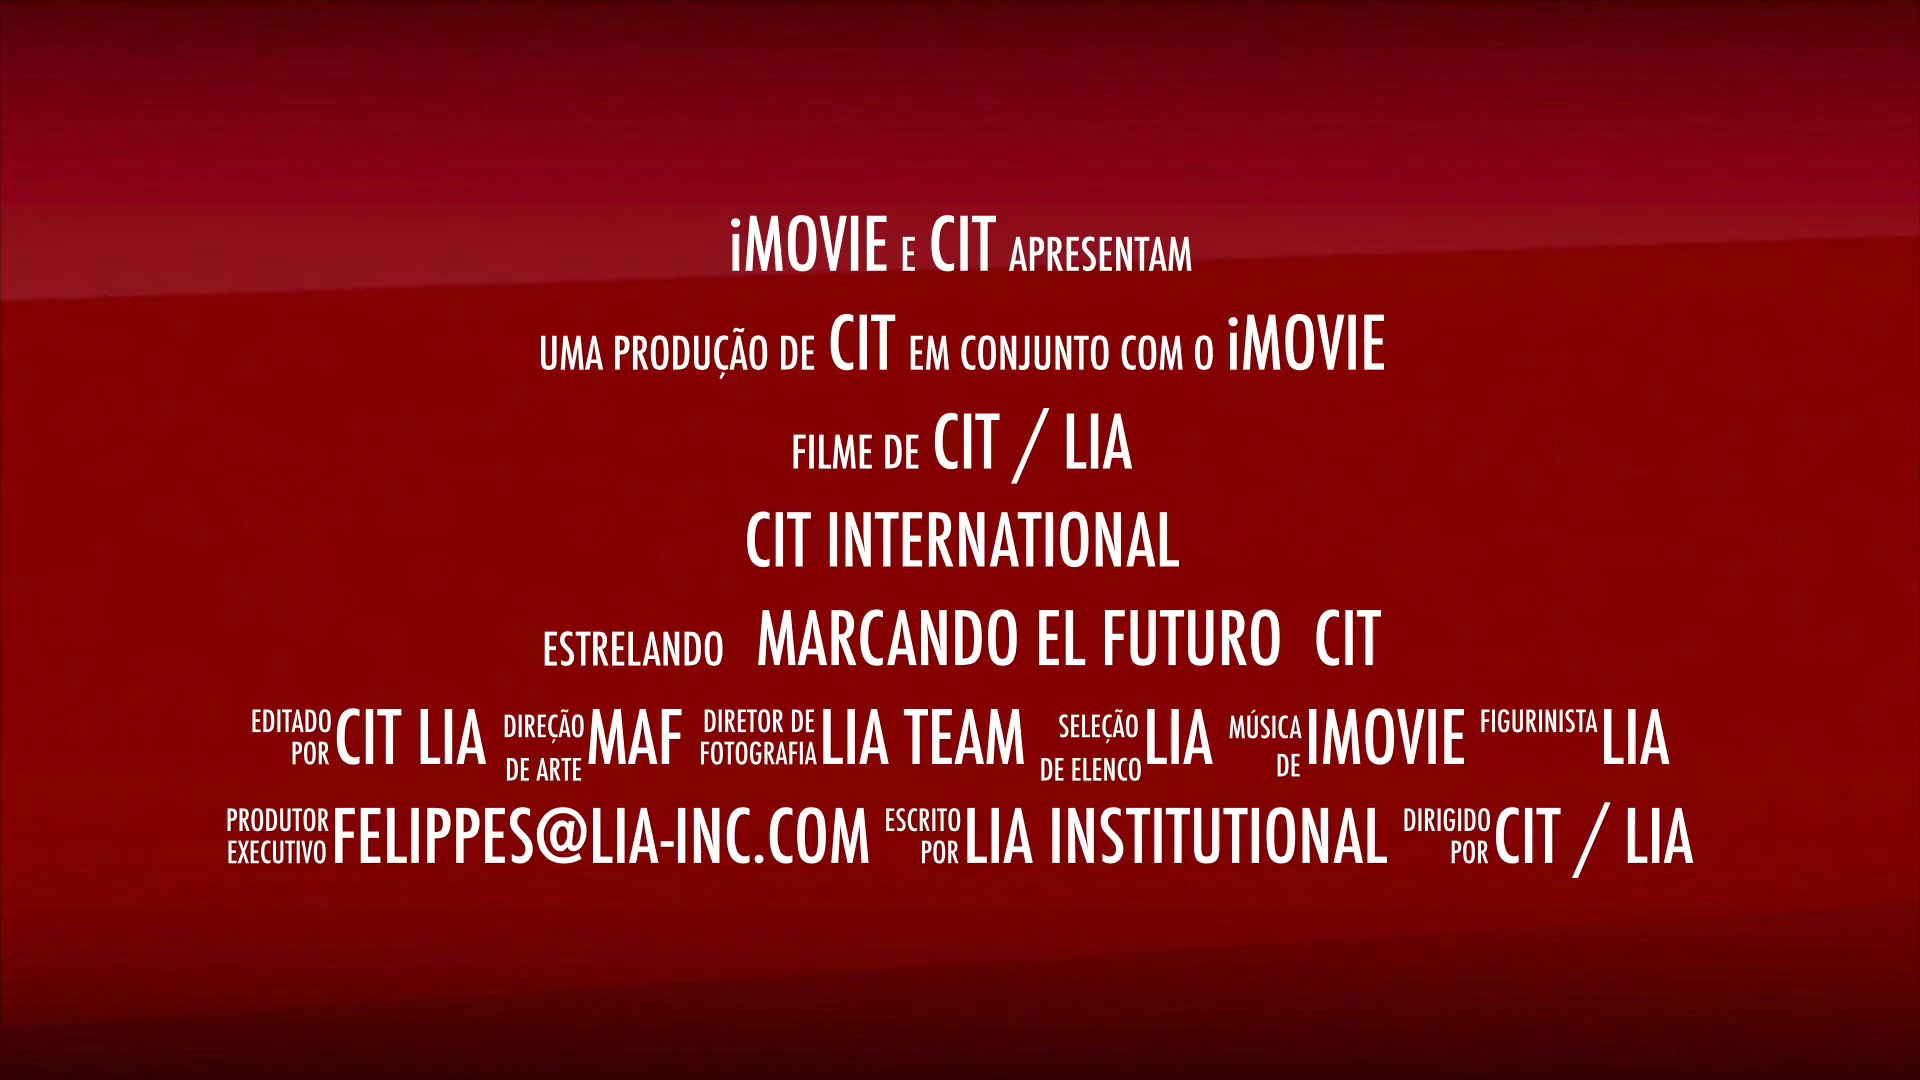 iMOVIE E CIT APRESENTAM
UMA PRODUÇÃO DE CIT EM CONJUNTO COM O iMOVIE
FILME DE CIT / LIA
CIT INTERNATIONAL
ESTRELANDO MARCANDO EL FUTURO CIT
EDITADO POR CIT LIA DIREÇÃO DE ARTE MAF DIRETOR DE FOTOGRAFIA LIA TEAM SELEÇÃO DE ELENCO LIA MÚSICA DE IMOVIE FIGURINISTA LIA
PRODUTOR EXECUTIVO FELIPPES@LIA-INC.COM ESCRITO POR LIA INSTITUTIONAL DIRIGIDO POR CIT / LIA